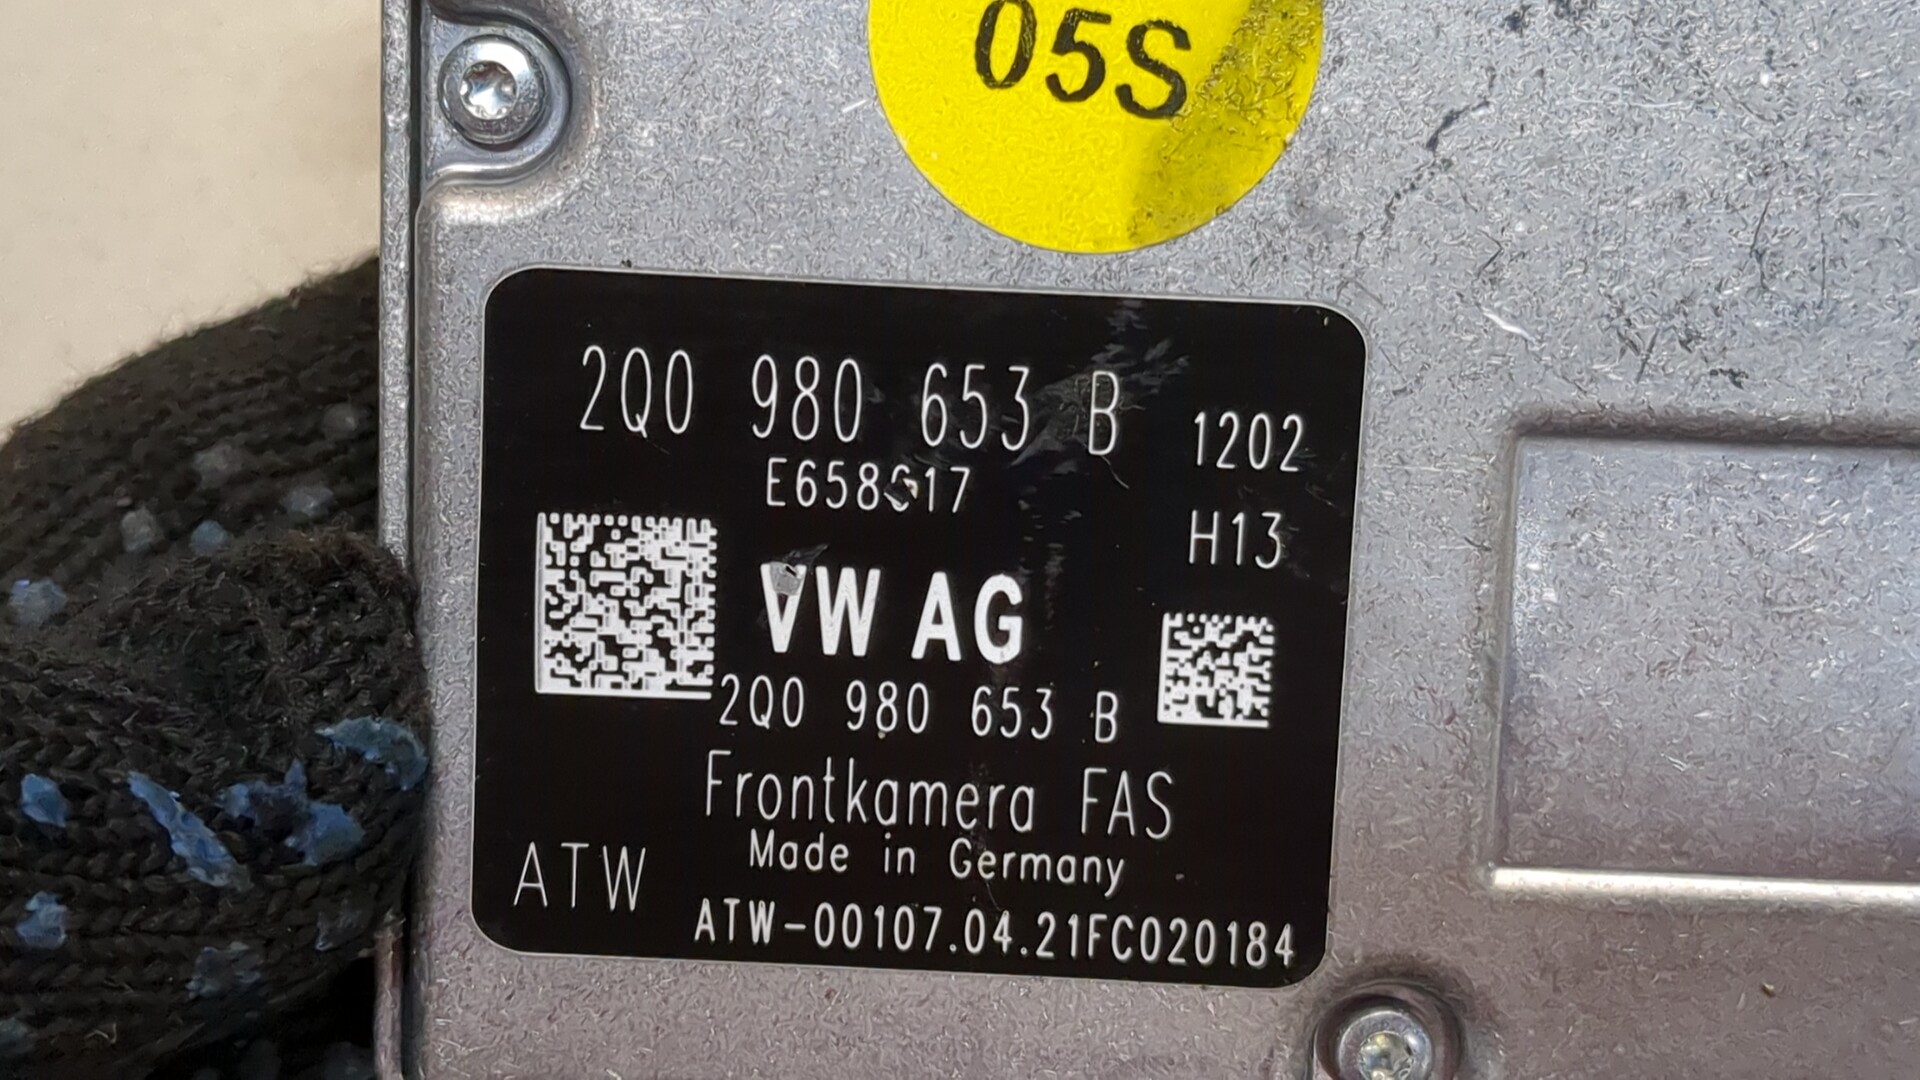 05S
2Q0 980 653 B
1202
H13
VW AG
2Q0 980 653 B
Frontkamera FAS
Made in Germany
ATW
ATW-00107.04.21FC020184